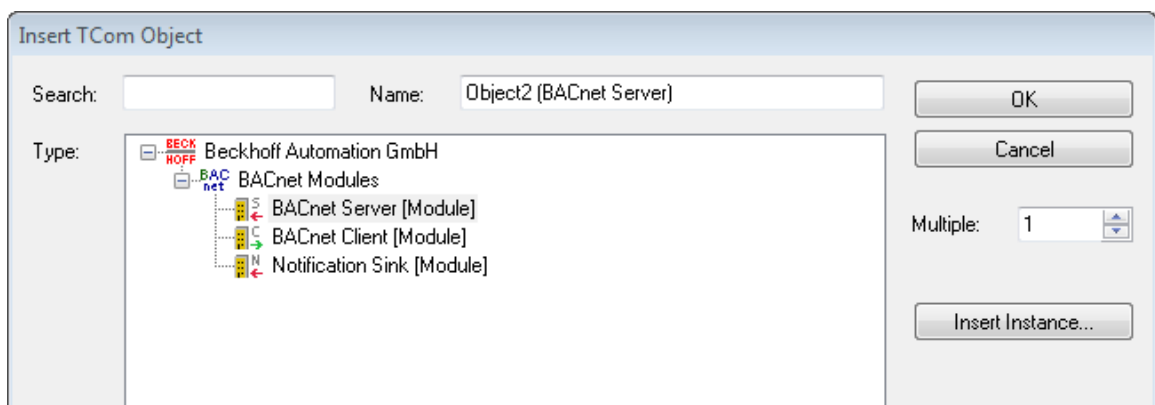 Insert TCom Object
Search: Name: Object2 (BACnet Server) OK
Type: BECK HOFF Beckhoff Automation GmbH Cancel
BAC net BACnet Modules
S BACnet Server [Module]
C BACnet Client [Module] Multiple: 1
N Notification Sink [Module]
Insert Instance...